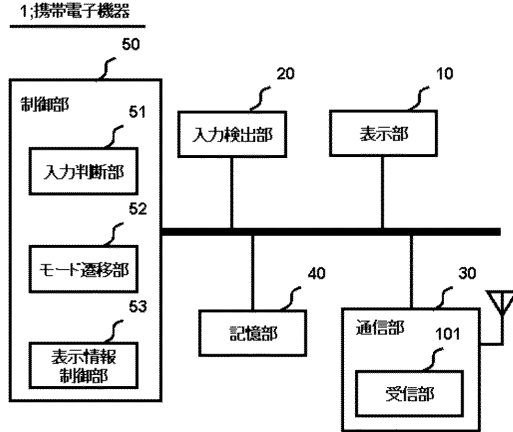 1;携帯電子機器
50
制御部
51
入力判断部
52
モード遷移部
53
表示情報
制御部
20
入力検出部
10
表示部
40
記憶部
30
通信部
101
受信部